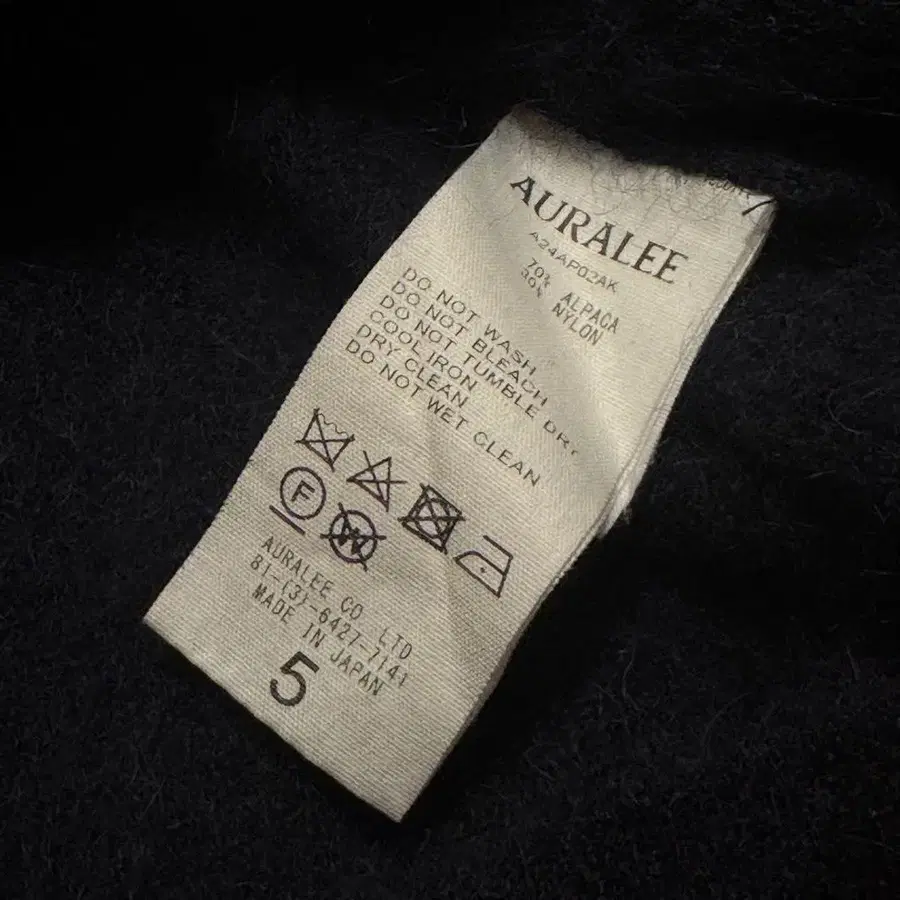 AURALEE
A24AP02AK
70% ALPACA
30% NYLON
DO NOT WASH
DO NOT BLEACH
DO NOT TUMBLE DRY
COOL IRON
DRY CLEAN
DO NOT WET CLEAN
F
W
AURALEE CO. LTD
81-(3)-6427-7141
MADE IN JAPAN
5